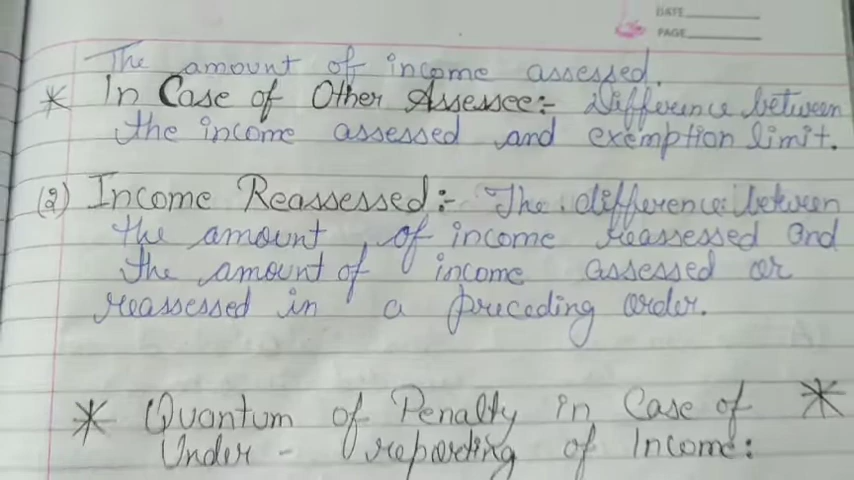 DATE
PAGE
The amount of income assessed.
* In Case of Other Assessee:- Difference between
the income assessed and exemption limit.
(2) Income Reassessed:- The difference between
the amount of income reassessed and
the amount of income assessed or
reassessed in a preceding order.
* Quantum of Penalty in Case of *
Under-reporting of Income: